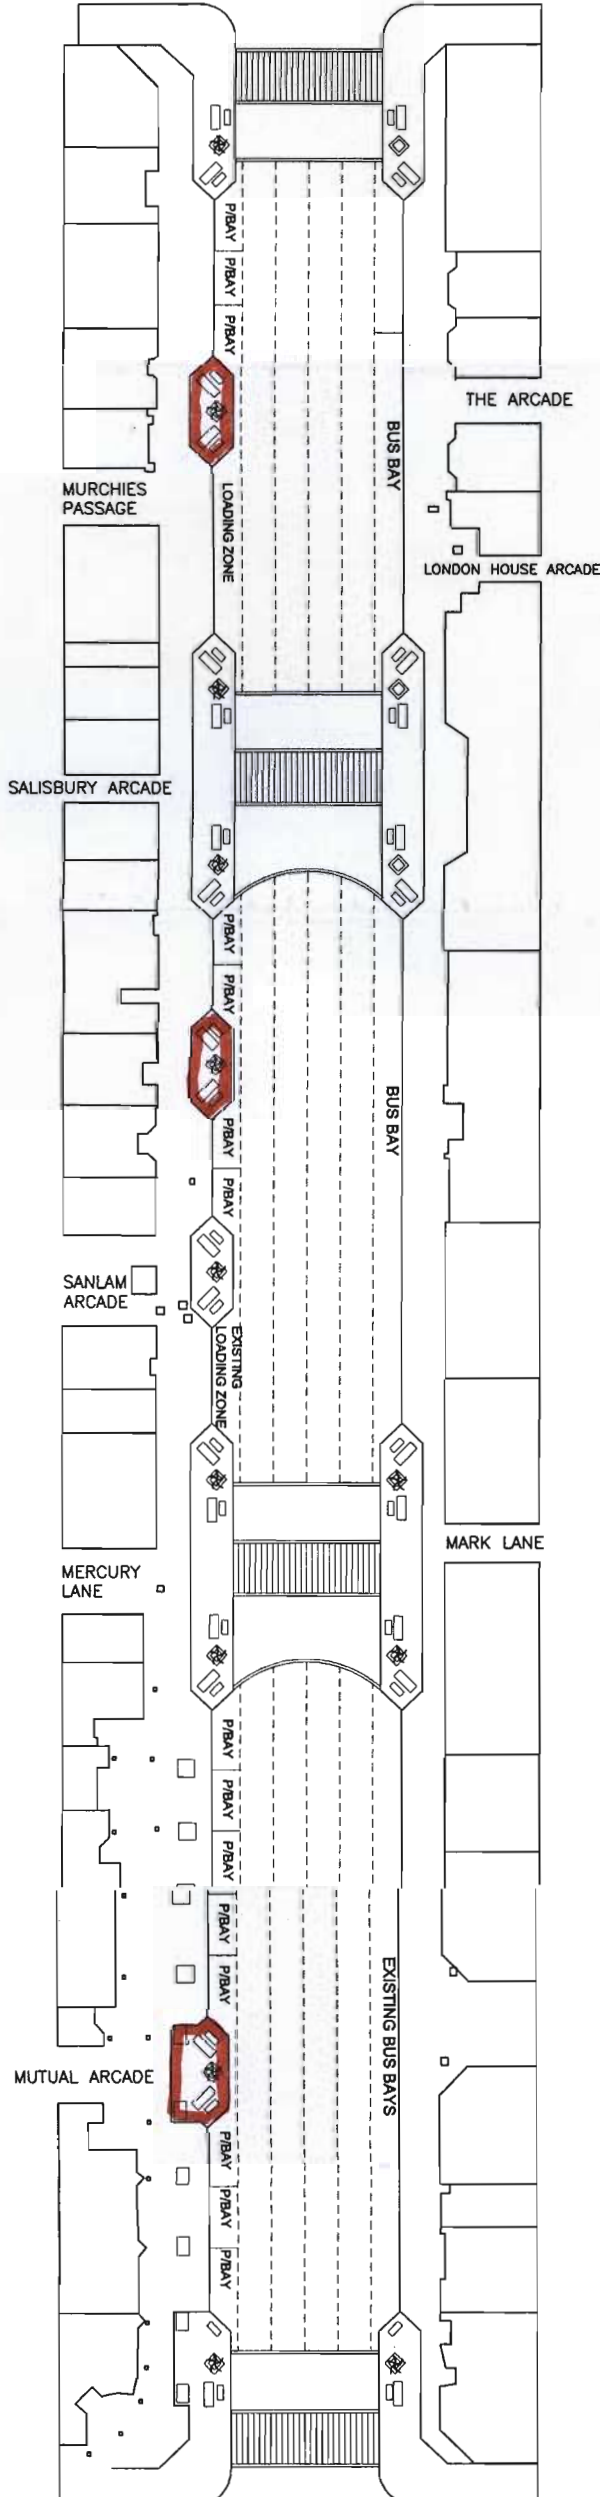 P/BAY
P/BAY
P/BAY
THE ARCADE
BUS BAY
MURCHIES
PASSAGE
LOADING ZONE
LONDON HOUSE ARCADE
SALISBURY ARCADE
P/BAY
P/BAY
BUS BAY
P/BAY
P/BAY
SANLAM
ARCADE
EXISTING
LOADING ZONE
MARK LANE
MERCURY
LANE
P/BAY
P/BAY
P/BAY
P/BAY
P/BAY
EXISTING BUS BAYS
MUTUAL ARCADE
P/BAY
P/BAY
P/BAY